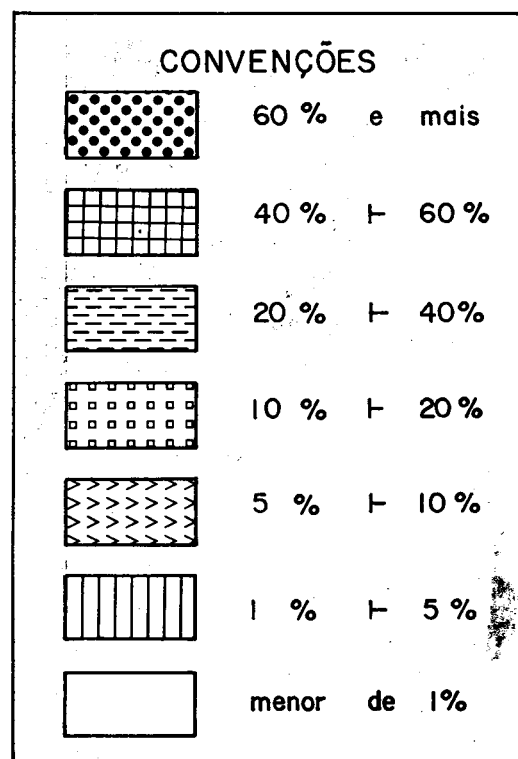 CONVENÇÕES
60 % e mais
40 % ⊢ 60 %
20 % ⊢ 40 %
10 % ⊢ 20 %
5 % ⊢ 10 %
1 % ⊢ 5 %
menor de 1%